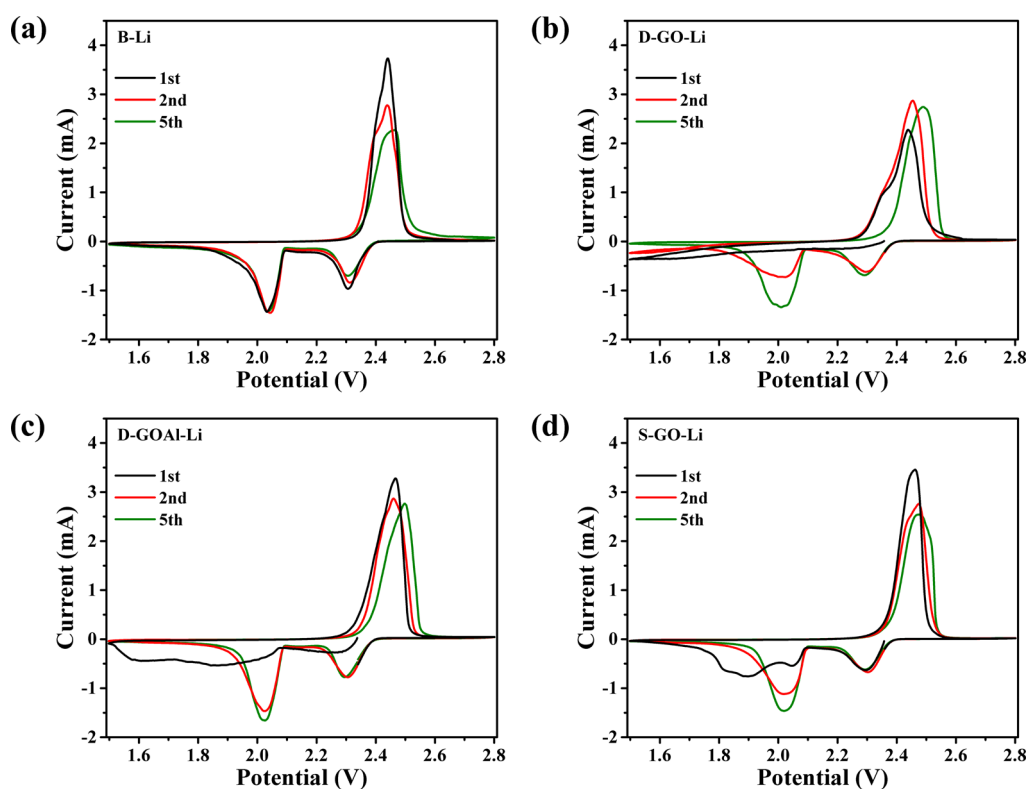 (a)
B-Li
1st
2nd
5th
Current (mA)
4
3
2
1
0
-1
-2
1.6 1.8 2.0 2.2 2.4 2.6 2.8
Potential (V)
(b)
D-GO-Li
1st
2nd
5th
Current (mA)
4
3
2
1
0
-1
-2
1.6 1.8 2.0 2.2 2.4 2.6 2.8
Potential (V)
(c)
D-GOAl-Li
1st
2nd
5th
Current (mA)
4
3
2
1
0
-1
-2
1.6 1.8 2.0 2.2 2.4 2.6 2.8
Potential (V)
(d)
S-GO-Li
1st
2nd
5th
Current (mA)
4
3
2
1
0
-1
-2
1.6 1.8 2.0 2.2 2.4 2.6 2.8
Potential (V)